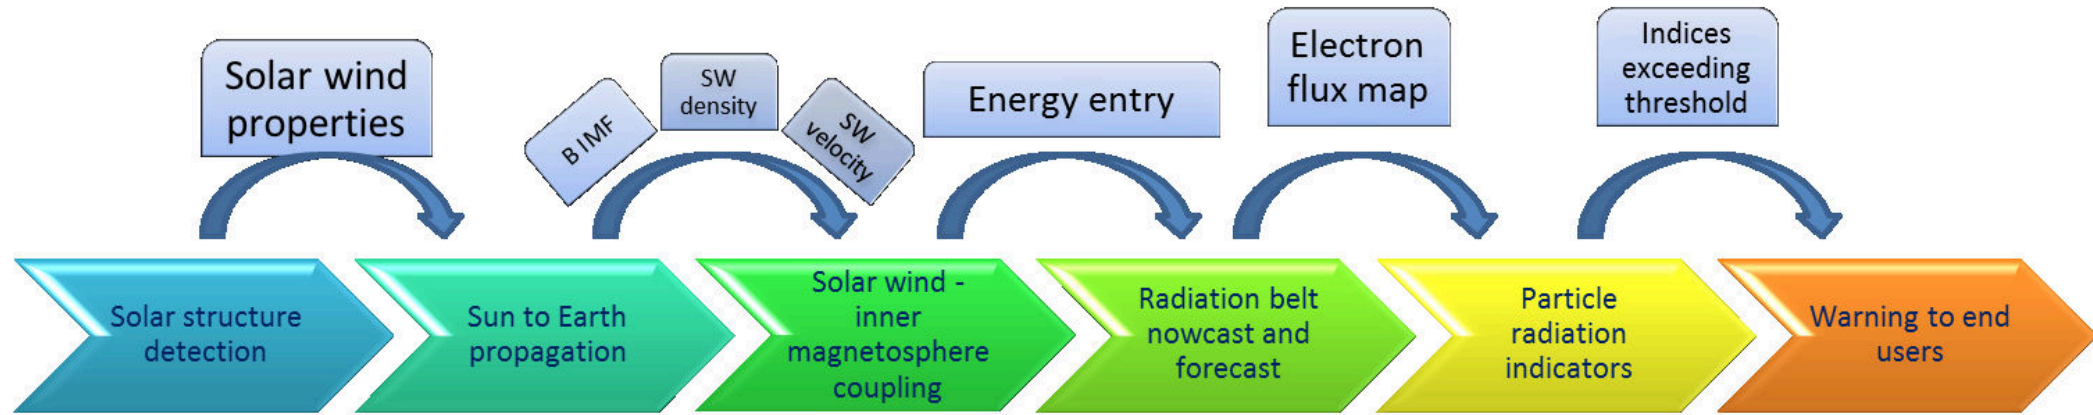 Solar wind
properties
B IMF
SW
density
SW
velocity
Energy entry
Electron
flux map
Indices
exceeding
threshold
Solar structure
detection
Sun to Earth
propagation
Solar wind -
inner
magnetosphere
coupling
Radiation belt
nowcast and
forecast
Particle
radiation
indicators
Warning to end
users